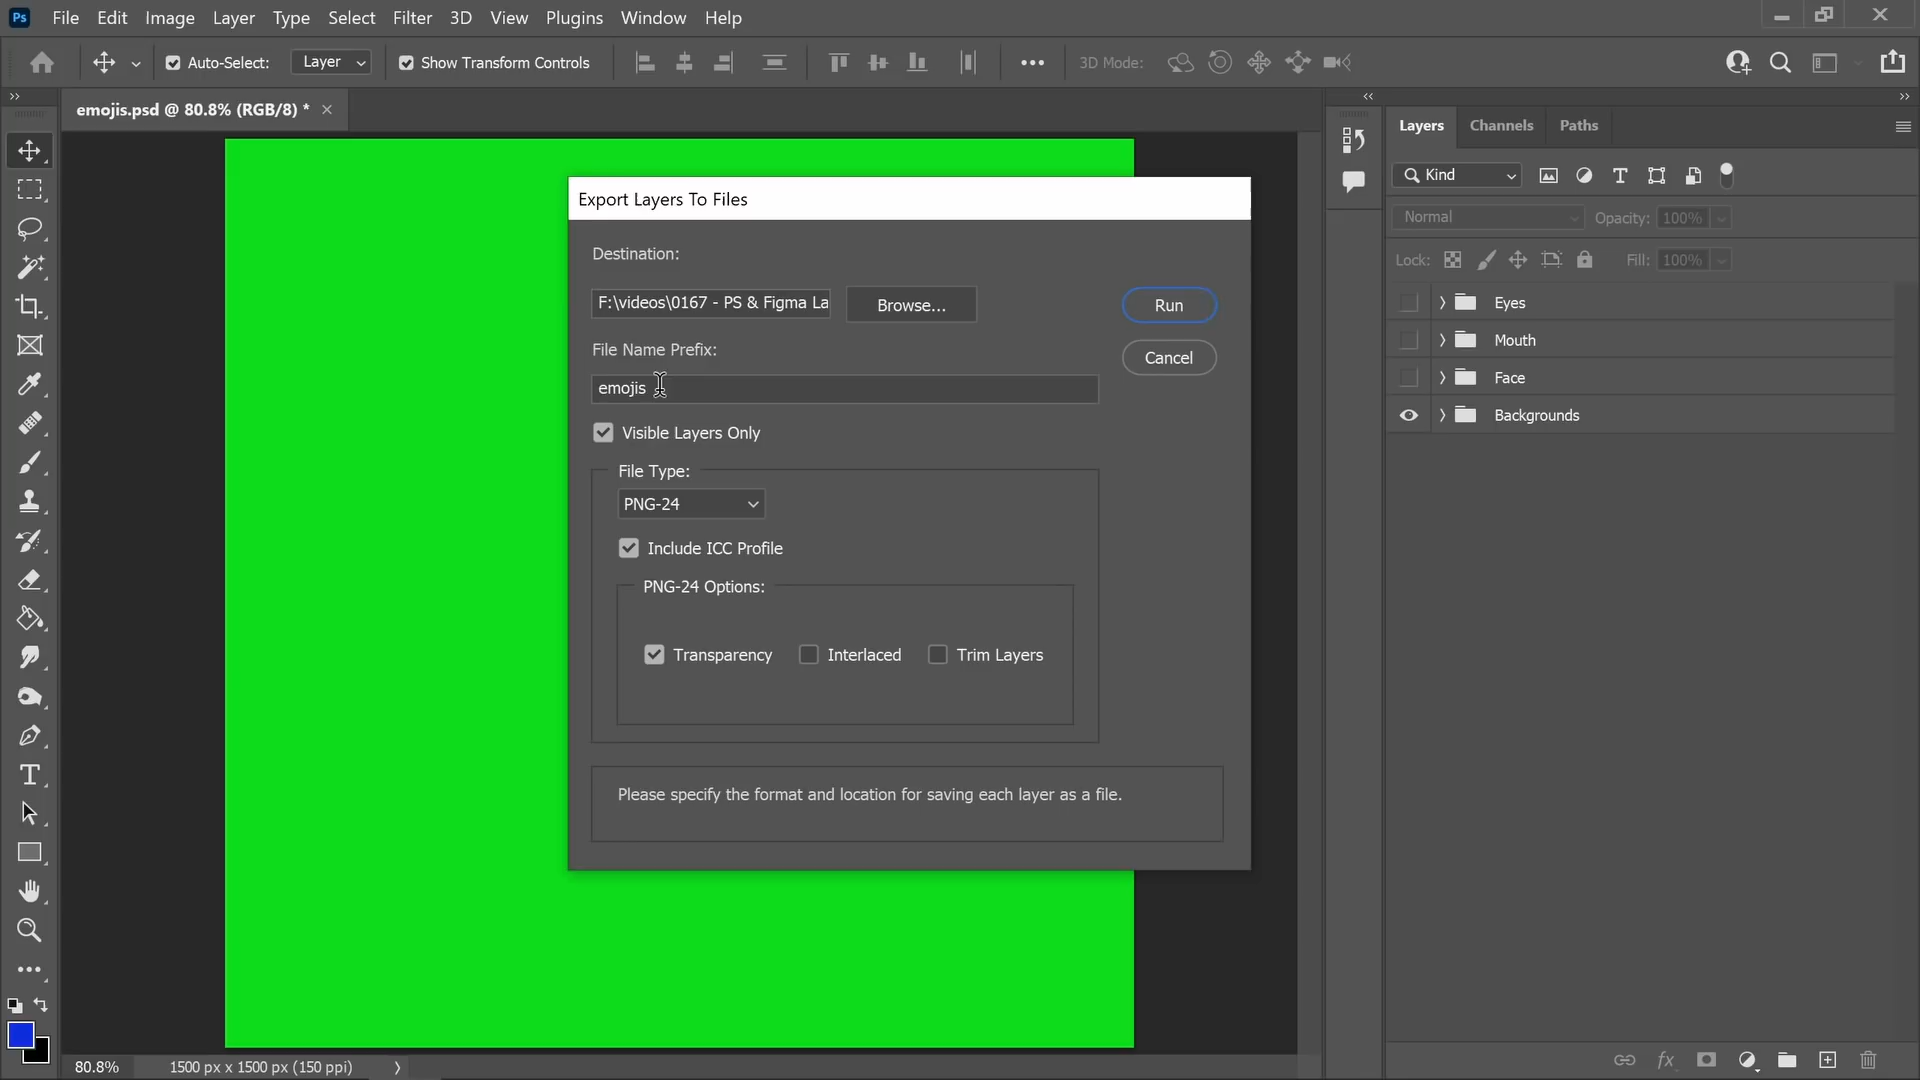 Ps File Edit Image Layer Type Select Filter 3D View Plugins Window Help
Auto-Select: Layer Show Transform Controls 3D Mode:
emojis.psd @ 80.8% (RGB/8) *
Layers Channels Paths
Kind
Normal Opacity: 100%
Lock: Fill: 100%
Eyes
Mouth
Face
Backgrounds
Export Layers To Files
Destination:
F:\videos\0167 - PS & Figma La
Browse...
Run
File Name Prefix:
Cancel
emojis
Visible Layers Only
File Type:
PNG-24
Include ICC Profile
PNG-24 Options:
Transparency Interlaced Trim Layers
Please specify the format and location for saving each layer as a file.
80.8% 1500 px x 1500 px (150 ppi)
fx